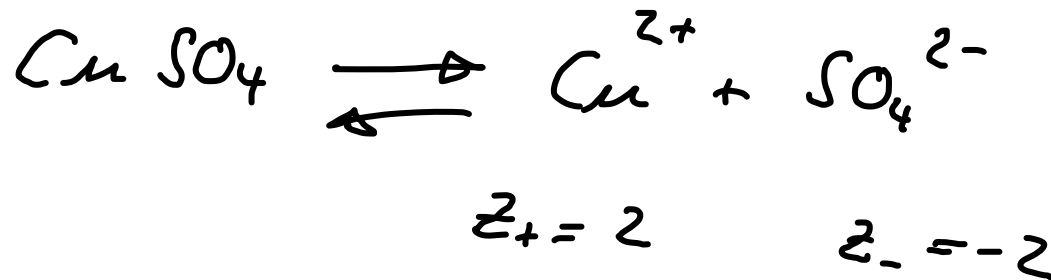 CuSO₄ ⇌ Cu²⁺ + SO₄²⁻
z₊ = 2 z₋ = -2